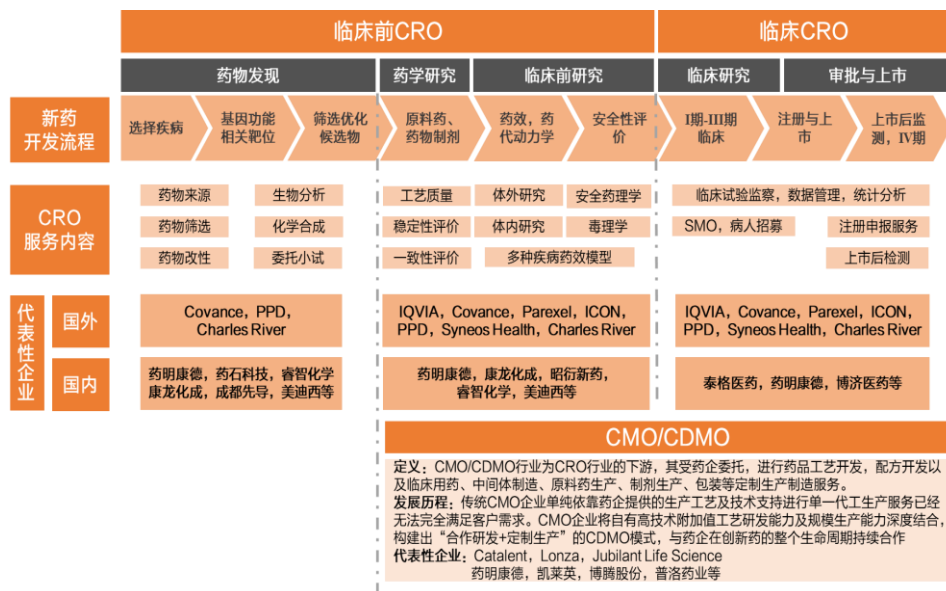 临床前CRO
临床CRO
药物发现
药学研究
临床前研究
临床研究
审批与上市
新药
开发流程
选择疾病
基因功能
相关靶位
筛选优化
候选物
原料药、
药物制剂
药效，药
代动力学
安全性评
价
I期-III期
临床
注册与上
市
上市后监
测，IV期
CRO
服务内容
药物来源
生物分析
工艺质量
体外研究
安全药理学
临床试验监察，数据管理，统计分析
药物筛选
化学合成
稳定性评价
体内研究
毒理学
SMO，病人招募
注册申报服务
药物改性
委托小试
一致性评价
多种疾病药效模型
上市后检测
代表性企业
国外
Covance，PPD，
Charles River
IQVIA，Covance，Parexel，ICON，
PPD，Syneos Health，Charles River
IQVIA，Covance，Parexel，ICON，
PPD，Syneos Health，Charles River
国内
药明康德，药石科技，睿智化学
康龙化成，成都先导，美迪西等
药明康德，康龙化成，昭衍新药，
睿智化学，美迪西等
泰格医药，药明康德，博济医药等
CMO/CDMO
定义：CMO/CDMO行业为CRO行业的下游，其受药企委托，进行药品工艺开发，配方开发以
及临床用药、中间体制造、原料药生产、制剂生产、包装等定制生产制造服务。
发展历程：传统CMO企业单纯依靠药企提供的生产工艺及技术支持进行单一代工生产服务已经
无法完全满足客户需求。CMO企业将自有高技术附加值工艺研发能力及规模生产能力深度结合，
构建出“合作研发+定制生产”的CDMO模式，与药企在创新药的整个生命周期持续合作
代表性企业：Catalent，Lonza，Jubilant Life Science
药明康德，凯莱英，博腾股份，普洛药业等